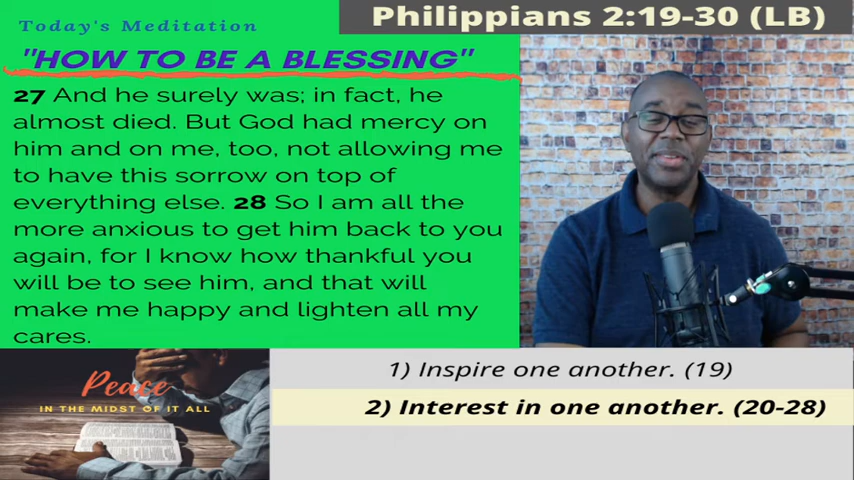 Today's Meditation
Philippians 2:19-30 (LB)
"HOW TO BE A BLESSING"
27 And he surely was; in fact, he
almost died. But God had mercy on
him and on me, too, not allowing me
to have this sorrow on top of
everything else. 28 So I am all the
more anxious to get him back to you
again, for I know how thankful you
will be to see him, and that will
make me happy and lighten all my
cares.
Peace
IN THE MIDST OF IT ALL
1) Inspire one another. (19)
2) Interest in one another. (20-28)